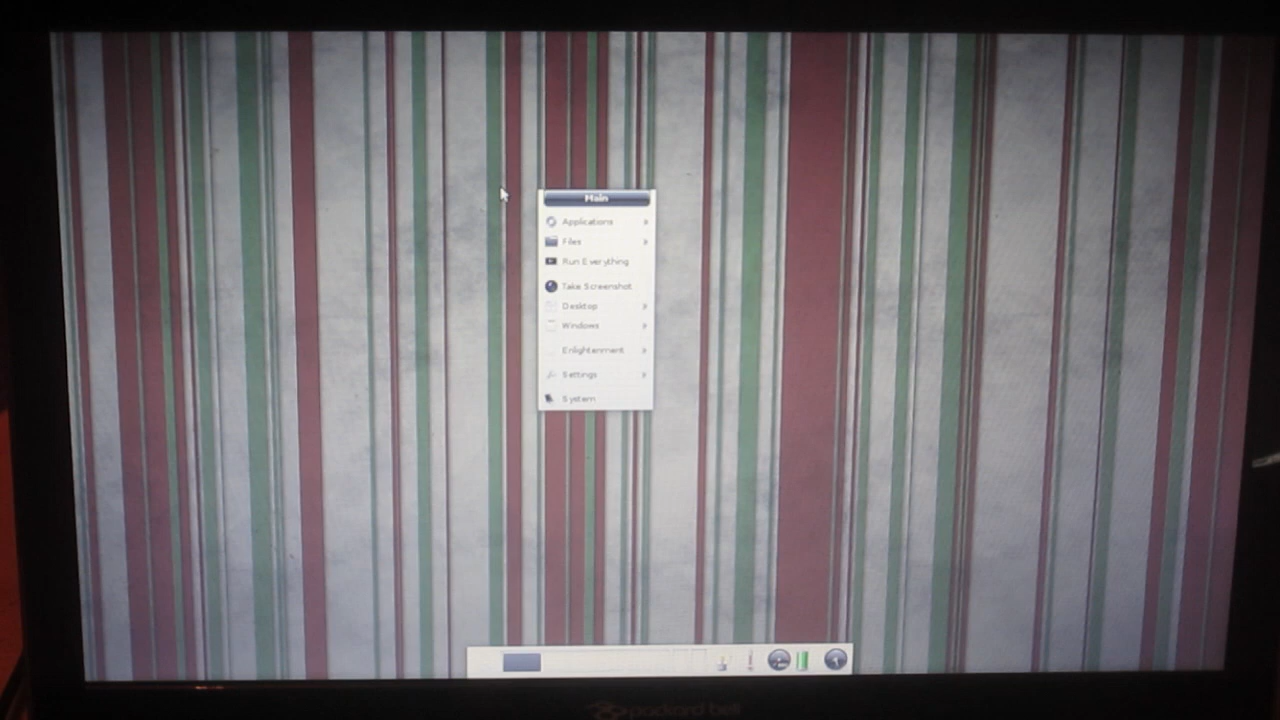 Main
Applications
Files
Run Everything
Take Screenshot
Desktop
Windows
Enlightenment
Settings
System
packard bell